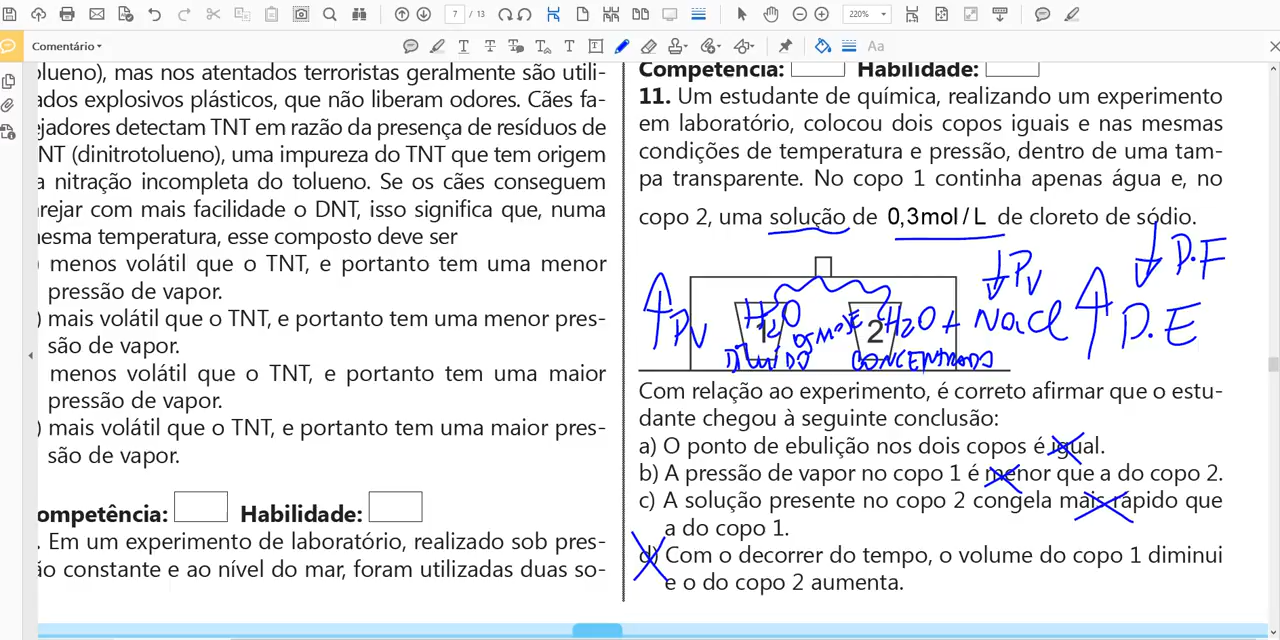 7 / 13
220%
Comentário
olueno), mas nos atentados terroristas geralmente são utili-
ados explosivos plásticos, que não liberam odores. Cães fa-
ejadores detectam TNT em razão da presença de resíduos de
NT (dinitrotolueno), uma impureza do TNT que tem origem
a nitração incompleta do tolueno. Se os cães conseguem
arejar com mais facilidade o DNT, isso significa que, numa
mesma temperatura, esse composto deve ser
) menos volátil que o TNT, e portanto tem uma menor
pressão de vapor.
) mais volátil que o TNT, e portanto tem uma menor pres-
são de vapor.
menos volátil que o TNT, e portanto tem uma maior
pressão de vapor.
) mais volátil que o TNT, e portanto tem uma maior pres-
são de vapor.
ompetência: Habilidade:
. Em um experimento de laboratório, realizado sob pres-
ão constante e ao nível do mar, foram utilizadas duas so-
Competência: Habilidade:
11. Um estudante de química, realizando um experimento
em laboratório, colocou dois copos iguais e nas mesmas
condições de temperatura e pressão, dentro de uma tam-
pa transparente. No copo 1 continha apenas água e, no
copo 2, uma solução de 0,3mol/L de cloreto de sódio.
↓ P.F
↓ Pv
↑ Pv H2O 1 OSMOSE 2 H2O + NaCl ↑ P.E
DILUÍDO CONCENTRADO
Com relação ao experimento, é correto afirmar que o estu-
dante chegou à seguinte conclusão:
a) O ponto de ebulição nos dois copos é igual.
b) A pressão de vapor no copo 1 é menor que a do copo 2.
c) A solução presente no copo 2 congela mais rápido que
a do copo 1.
d) Com o decorrer do tempo, o volume do copo 1 diminui
e o do copo 2 aumenta.